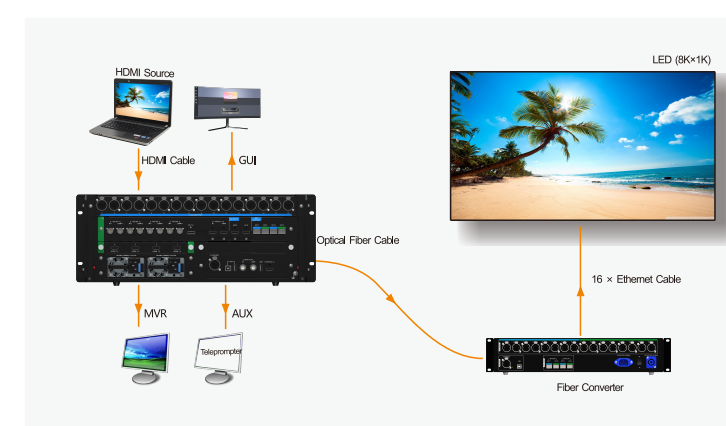 LED (8K×1K)
HDMI Source
HDMI Cable
GUI
Optical Fiber Cable
16 × Ethernet Cable
MVR
AUX
Teleprompter
Fiber Converter